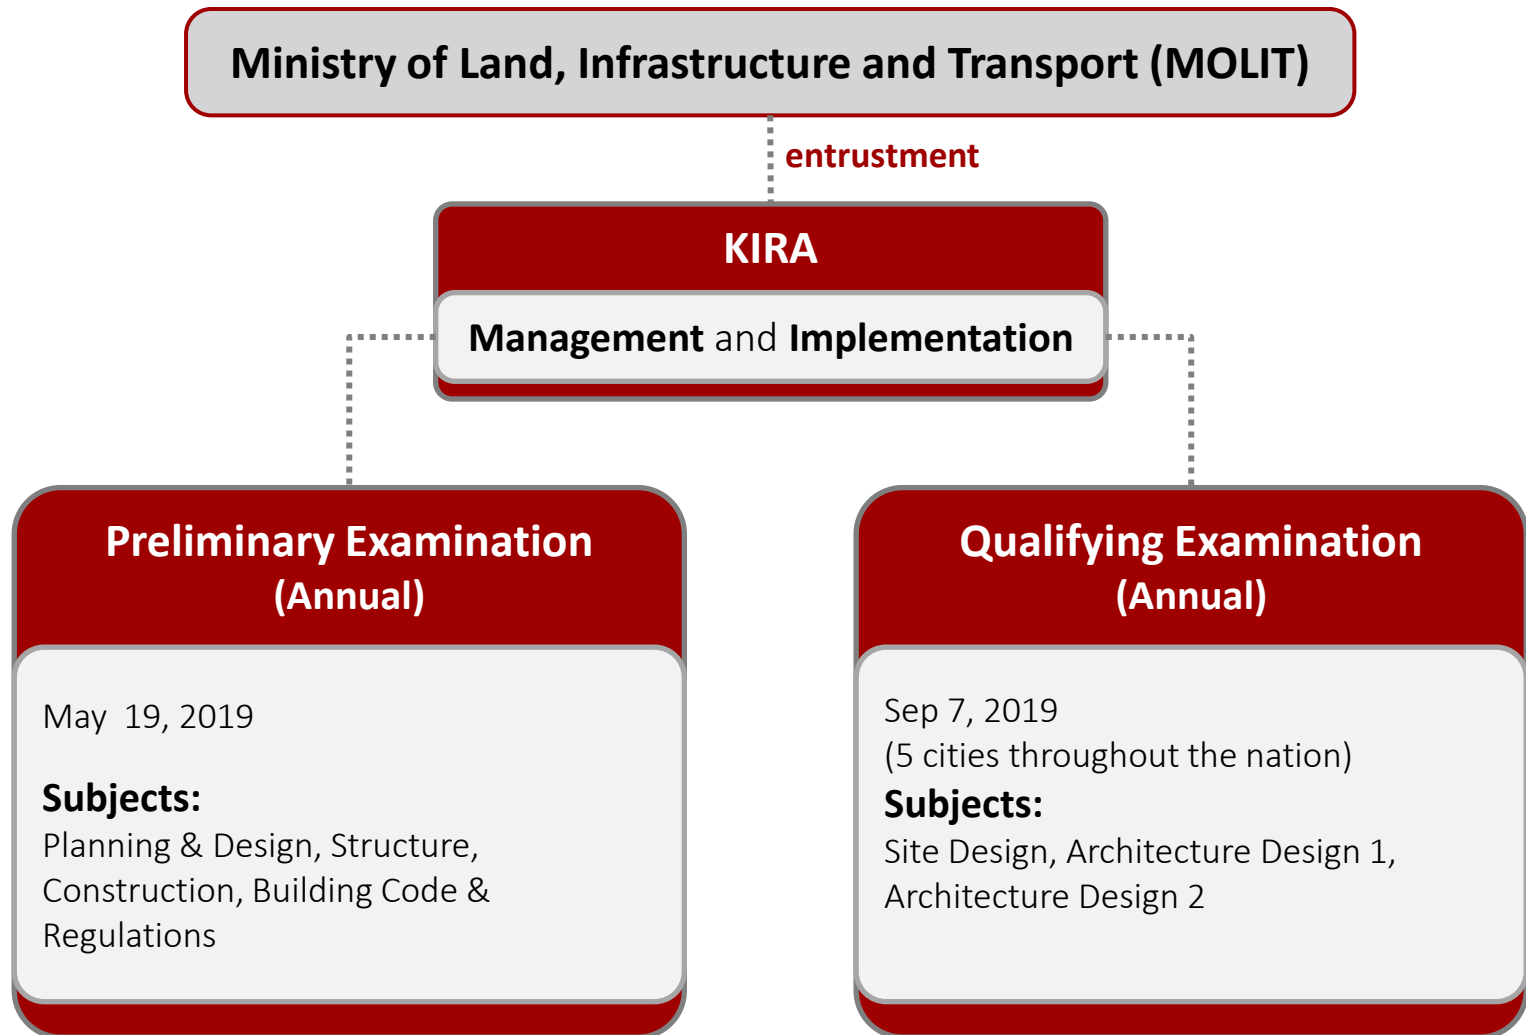 Ministry of Land, Infrastructure and Transport (MOLIT)
entrustment
KIRA
Management and Implementation
Preliminary Examination
(Annual)
May 19, 2019
Subjects:
Planning & Design, Structure,
Construction, Building Code &
Regulations
Qualifying Examination
(Annual)
Sep 7, 2019
(5 cities throughout the nation)
Subjects:
Site Design, Architecture Design 1,
Architecture Design 2